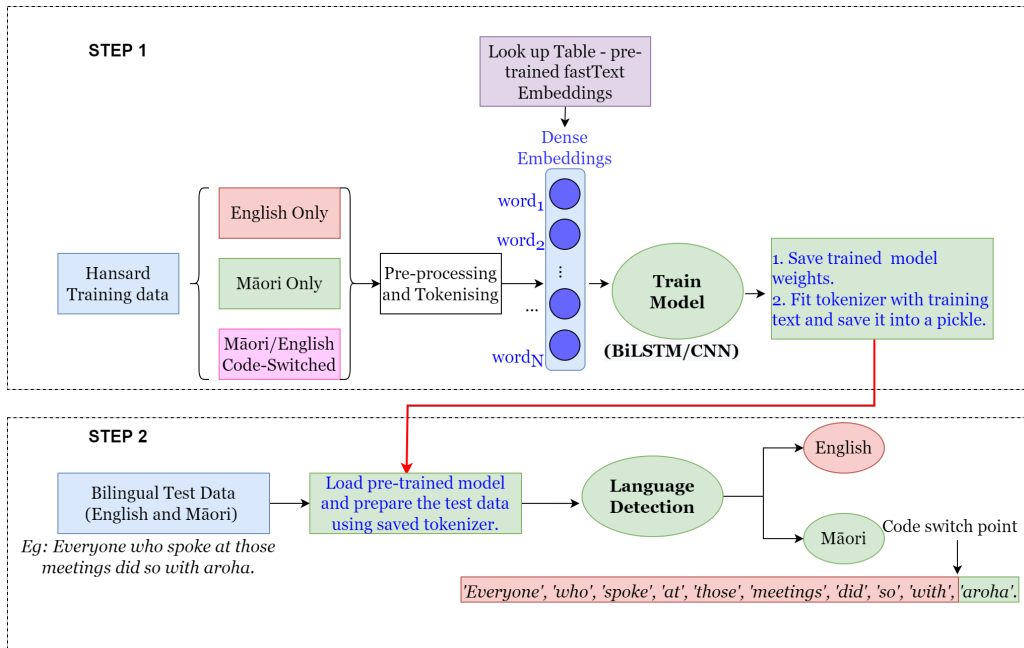 STEP 1
Look up Table - pre-
trained fastText
Embeddings
Dense
Embeddings
Hansard
Training data
English Only
Māori Only
Māori/English
Code-Switched
Pre-processing
and Tokenising
word1
word2
...
...
wordN
Train
Model
(BiLSTM/CNN)
1. Save trained model
weights.
2. Fit tokenizer with training
text and save it into a pickle.
STEP 2
Bilingual Test Data
(English and Māori)
Eg: Everyone who spoke at those
meetings did so with aroha.
Load pre-trained model
and prepare the test data
using saved tokenizer.
Language
Detection
English
Māori
Code switch point
'Everyone', 'who', 'spoke', 'at', 'those', 'meetings', 'did', 'so', 'with', 'aroha'.